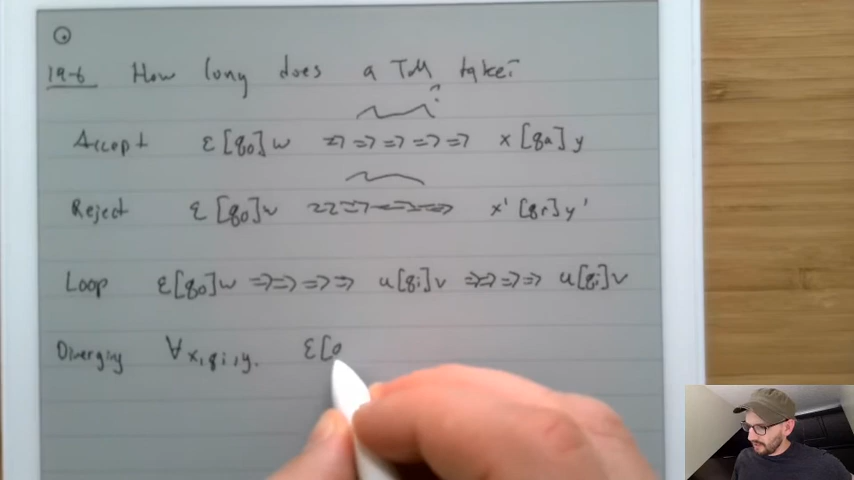 19-6 How long does a TM take?
?
Accept ε[q₀]w => => => => => x[qa]y
Reject ε[q₀]w => => => => => x'[qr]y'
Loop ε[q₀]w => => => => u[qi]v => => => => u[qi]v
Diverging ∀x,qi,y. ε[